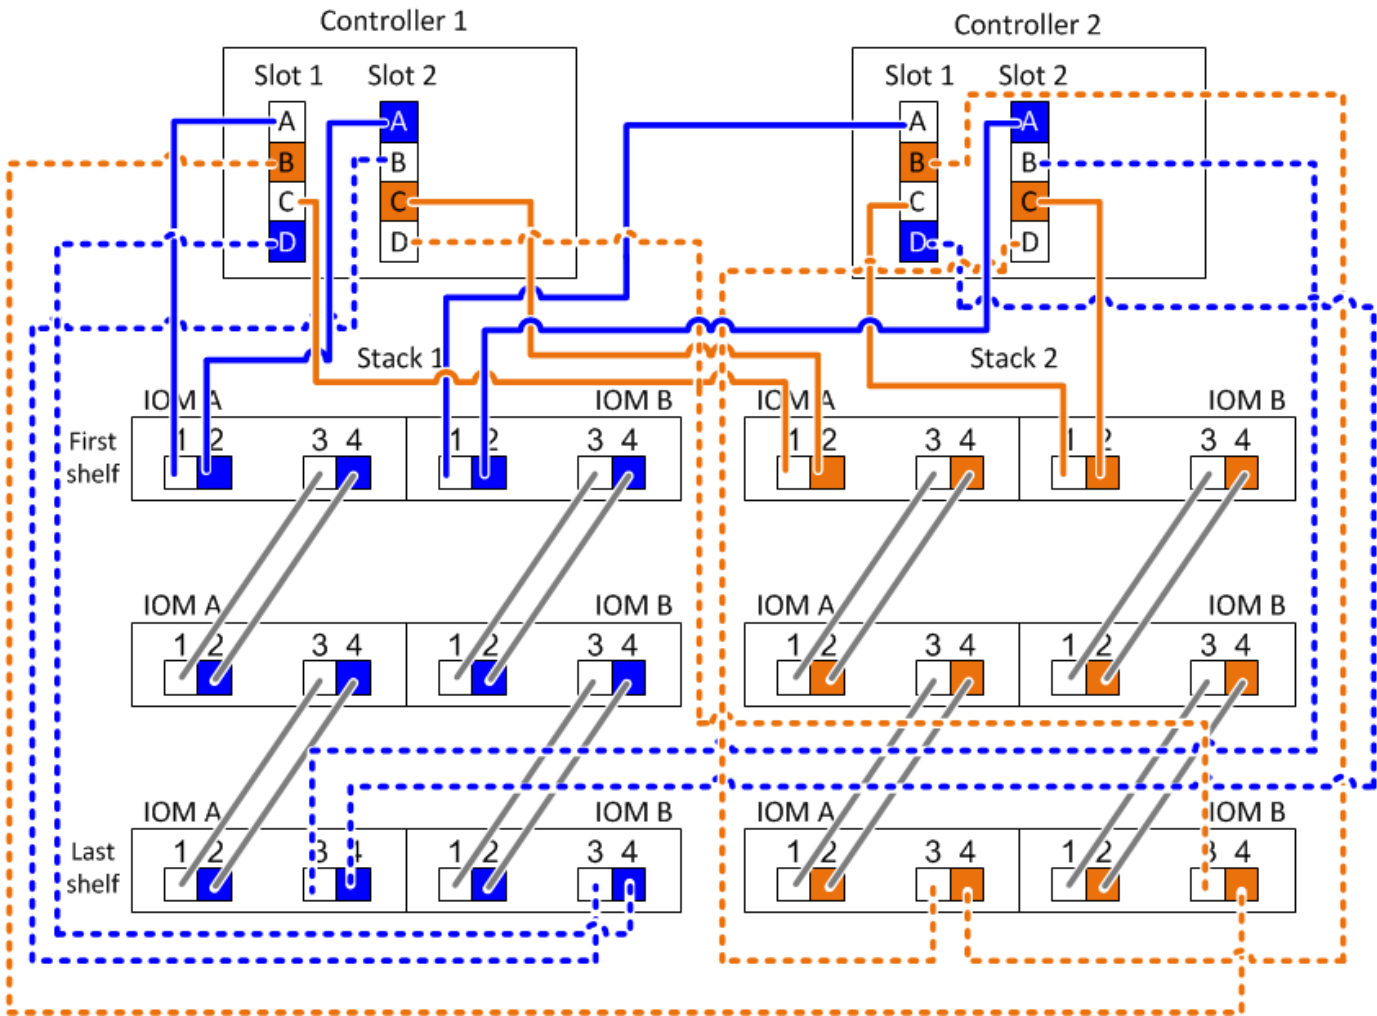 Controller 1
Controller 2
Slot 1 Slot 2
Slot 1 Slot 2
A A
B B
C C
D D
A A
B B
C C
D D
Stack 1
Stack 2
IOM A IOM B
IOM A IOM B
First shelf
1 2 3 4 1 2 3 4
1 2 3 4 1 2 3 4
IOM A IOM B
IOM A IOM B
1 2 3 4 1 2 3 4
1 2 3 4 1 2 3 4
IOM A IOM B
IOM A IOM B
Last shelf
1 2 3 4 1 2 3 4
1 2 3 4 1 2 3 4